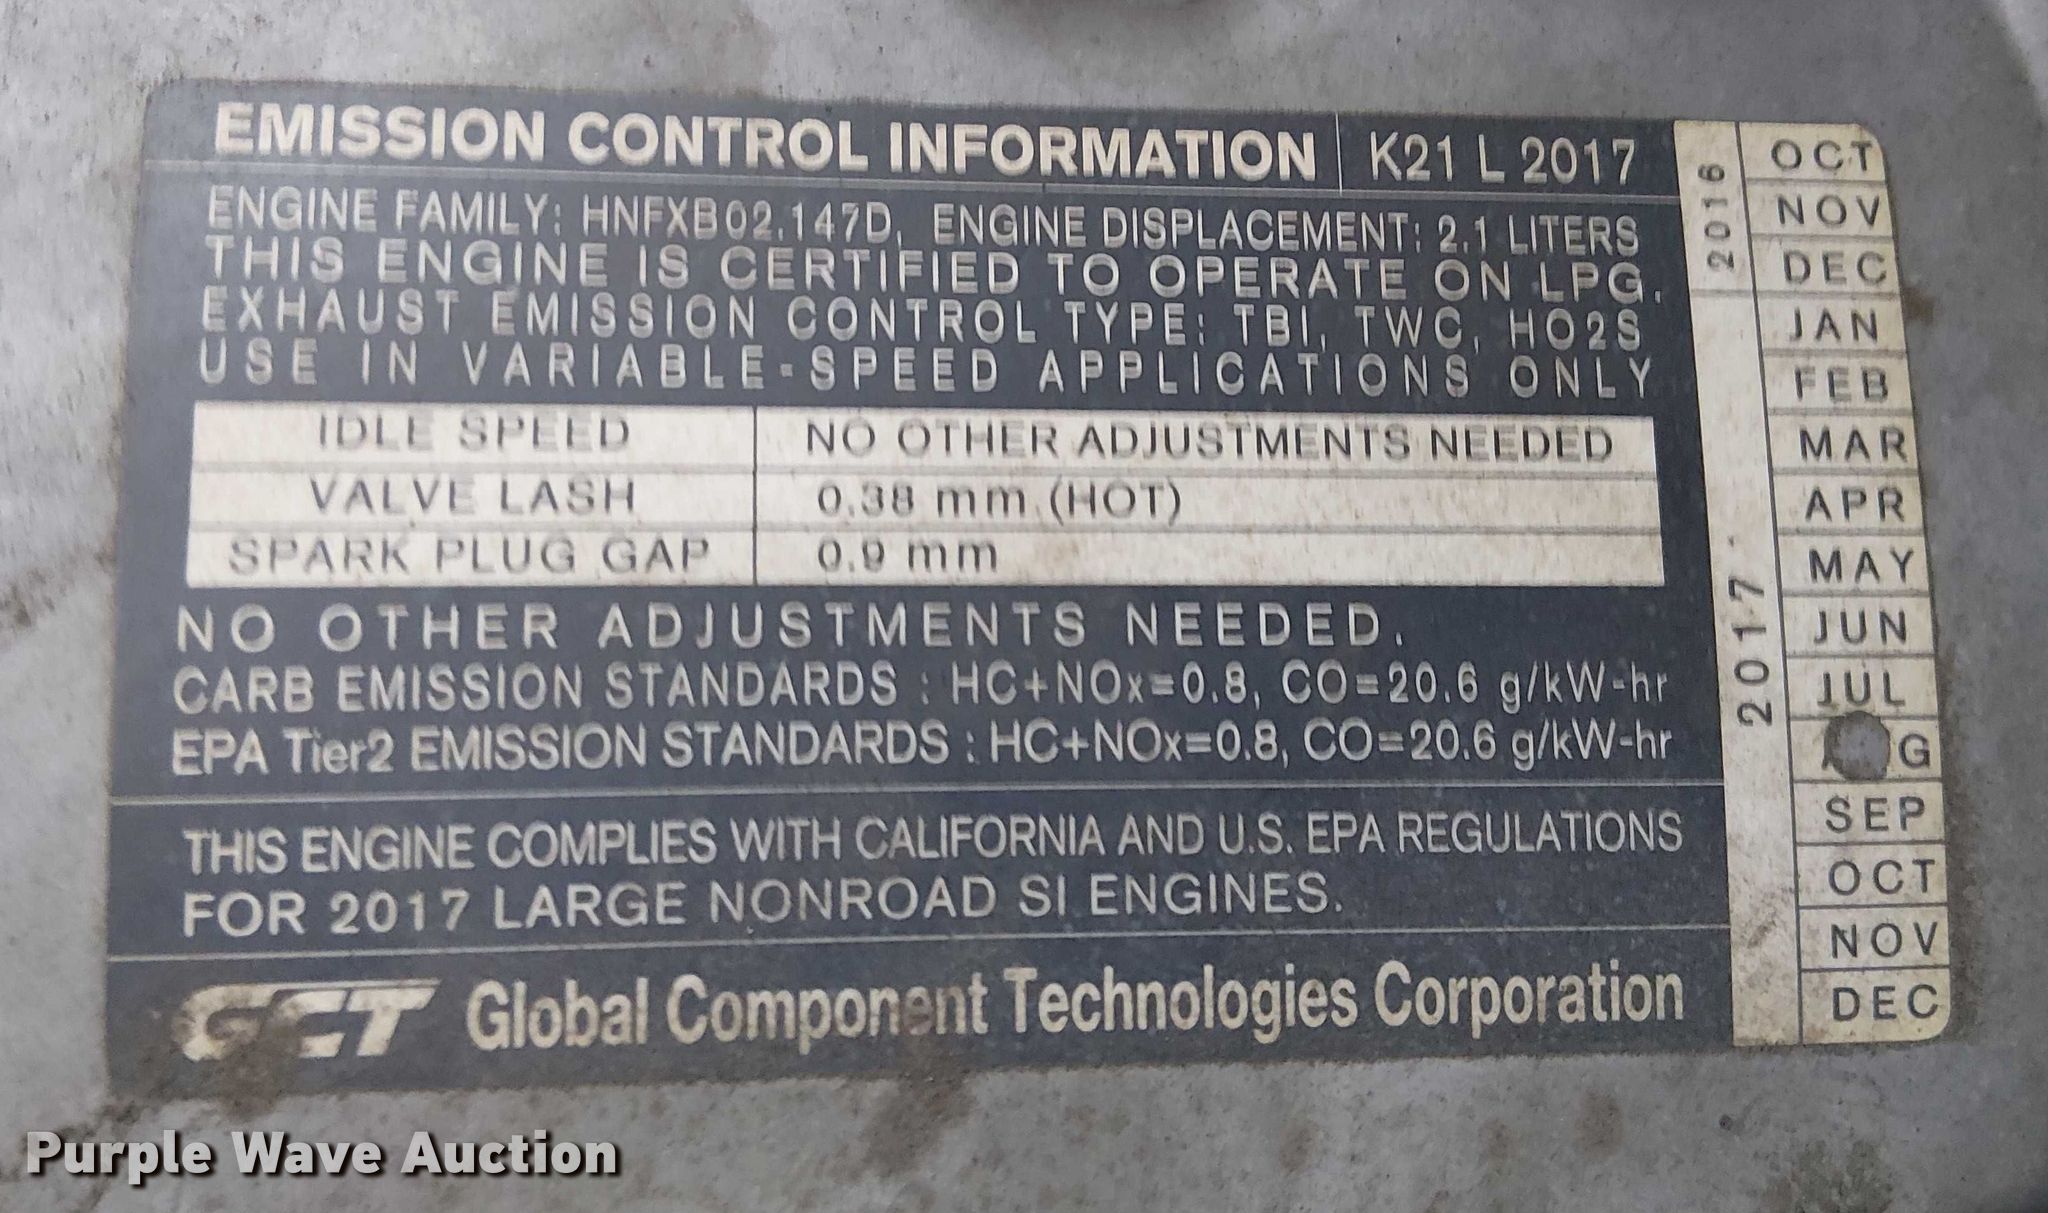 EMISSION CONTROL INFORMATION K21 L 2017
ENGINE FAMILY: HNFXB02.147D, ENGINE DISPLACEMENT: 2.1 LITERS
THIS ENGINE IS CERTIFIED TO OPERATE ON LPG.
EXHAUST EMISSION CONTROL TYPE: TBI, TWC, HO2S
USE IN VARIABLE-SPEED APPLICATIONS ONLY
IDLE SPEED NO OTHER ADJUSTMENTS NEEDED
VALVE LASH 0.38 mm (HOT)
SPARK PLUG GAP 0.9 mm
NO OTHER ADJUSTMENTS NEEDED.
CARB EMISSION STANDARDS : HC+NOx=0.8, CO=20.6 g/kW-hr
EPA Tier2 EMISSION STANDARDS : HC+NOx=0.8, CO=20.6 g/kW-hr
THIS ENGINE COMPLIES WITH CALIFORNIA AND U.S. EPA REGULATIONS
FOR 2017 LARGE NONROAD SI ENGINES.
GCT Global Component Technologies Corporation
2016
OCT
NOV
DEC
2017
JAN
FEB
MAR
APR
MAY
JUN
JUL
SEP
OCT
NOV
DEC
Purple Wave Auction